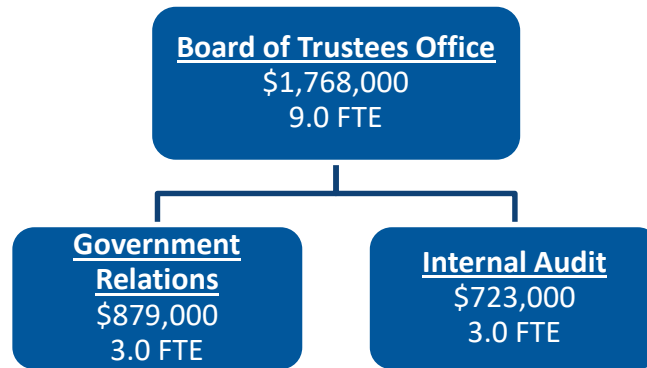 Board of Trustees Office
$1,768,000
9.0 FTE
Government
Relations
$879,000
3.0 FTE
Internal Audit
$723,000
3.0 FTE